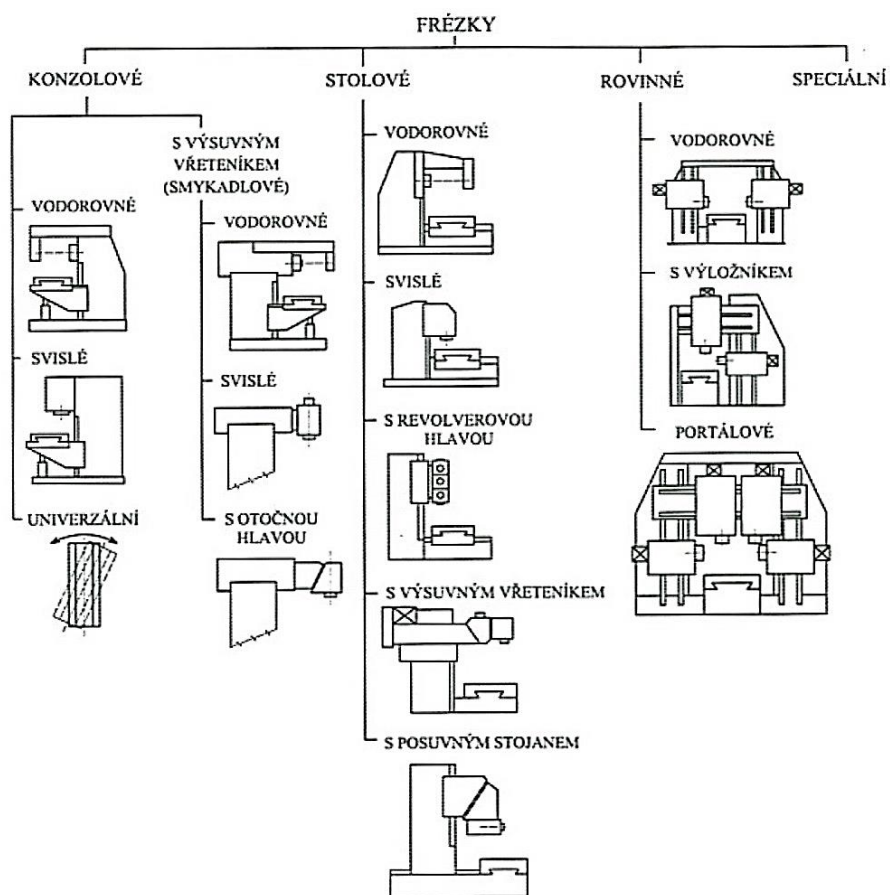 FRÉZKY
KONZOLOVÉ
STOLOVÉ
ROVINNÉ
SPECIÁLNÍ
VODOROVNÉ
SVISLÉ
UNIVERZÁLNÍ
S VÝSUVNÝM
VŘETENÍKEM
(SMYKADLOVÉ)
VODOROVNÉ
SVISLÉ
S OTOČNOU
HLAVOU
VODOROVNÉ
SVISLÉ
S REVOLVEROVOU
HLAVOU
S VÝSUVNÝM VŘETENÍKEM
S POSUVNÝM STOJANEM
VODOROVNÉ
S VÝLOŽNÍKEM
PORTÁLOVÉ